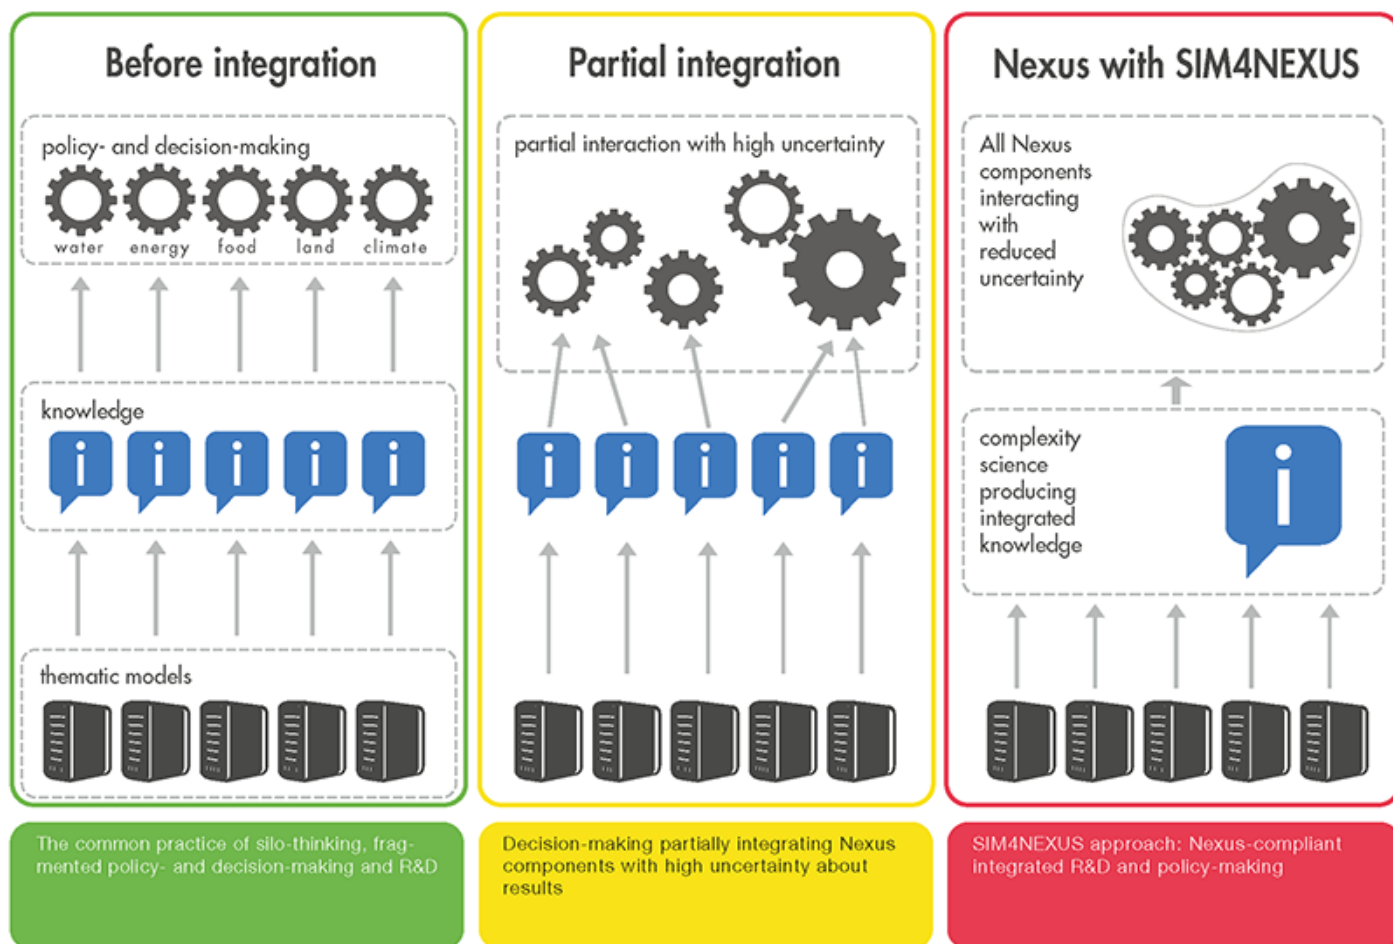 Before integration
policy- and decision-making
water energy food land climate
knowledge
thematic models
The common practice of silo-thinking, frag-
mented policy- and decision-making and R&D
Partial integration
partial interaction with high uncertainty
Decision-making partially integrating Nexus
components with high uncertainty about
results
Nexus with SIM4NEXUS
All Nexus
components
interacting
with
reduced
uncertainty
complexity
science
producing
integrated
knowledge
SIM4NEXUS approach: Nexus-compliant
integrated R&D and policy-making